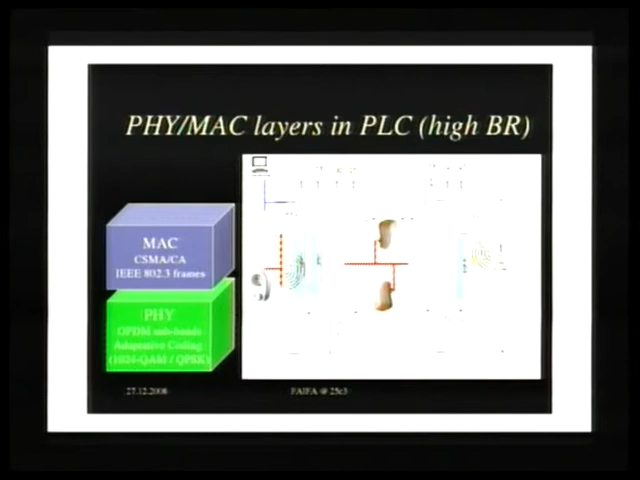 PHY/MAC layers in PLC (high BR)
MAC
CSMA/CA
IEEE 802.3 frames
PHY
OFDM sub-bands
Adaptative Coding
(1024-QAM / QPSK)
27.12.2008
FAIFA @ 25c3